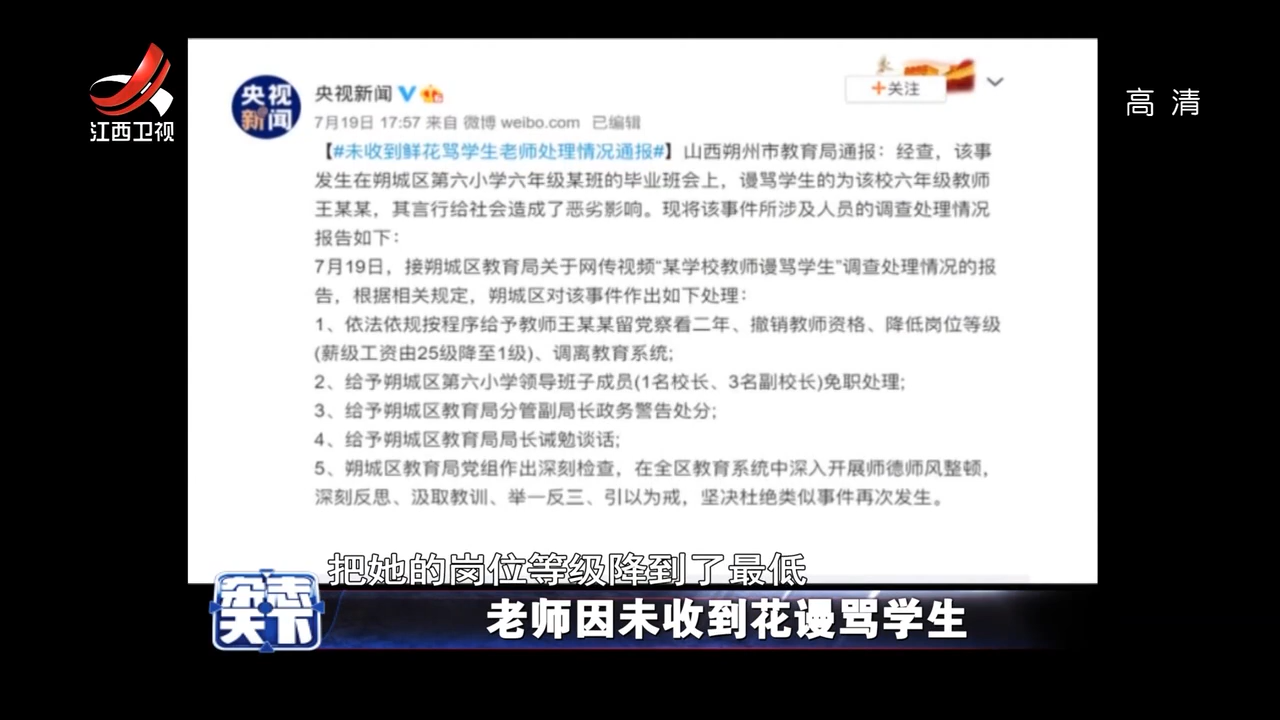 江西卫视
高 清
央视
新闻
央视新闻
+关注
7月19日 17:57 来自 微博 weibo.com 已编辑
【#未收到鲜花骂学生老师处理情况通报#】山西朔州市教育局通报：经查，该事
发生在朔城区第六小学六年级某班的毕业班会上，谩骂学生的为该校六年级教师
王某某，其言行给社会造成了恶劣影响。现将该事件所涉及人员的调查处理情况
报告如下：
7月19日，接朔城区教育局关于网传视频“某学校教师谩骂学生”调查处理情况的报
告，根据相关规定，朔城区对该事件作出如下处理：
1、依法依规按程序给予教师王某某留党察看二年、撤销教师资格、降低岗位等级
(薪级工资由25级降至1级)、调离教育系统;
2、给予朔城区第六小学领导班子成员(1名校长、3名副校长)免职处理;
3、给予朔城区教育局分管副局长政务警告处分;
4、给予朔城区教育局局长诫勉谈话;
5、朔城区教育局党组作出深刻检查，在全区教育系统中深入开展师德师风整顿，
深刻反思、汲取教训、举一反三、引以为戒，坚决杜绝类似事件再次发生。
把她的岗位等级降到了最低
杂志
天下
老师因未收到花谩骂学生